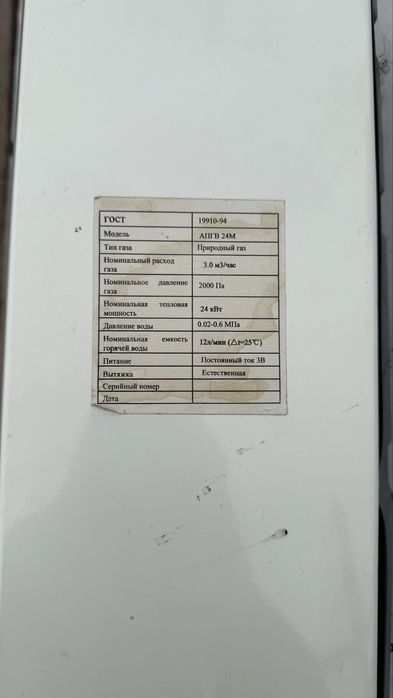 ГОСТ 19910-94
Модель АПГВ 24М
Тип газа Природный газ
Номинальный расход
газа 3.0 м3/час
Номинальное давление
газа 2000 Па
Номинальная тепловая
мощность 24 кВт
Давление воды 0.02-0.6 МПа
Номинальная емкость
горячей воды 12л/мин (△t=25℃)
Питание Постоянный ток 3В
Вытяжка Естественная
Серийный номер
Дата